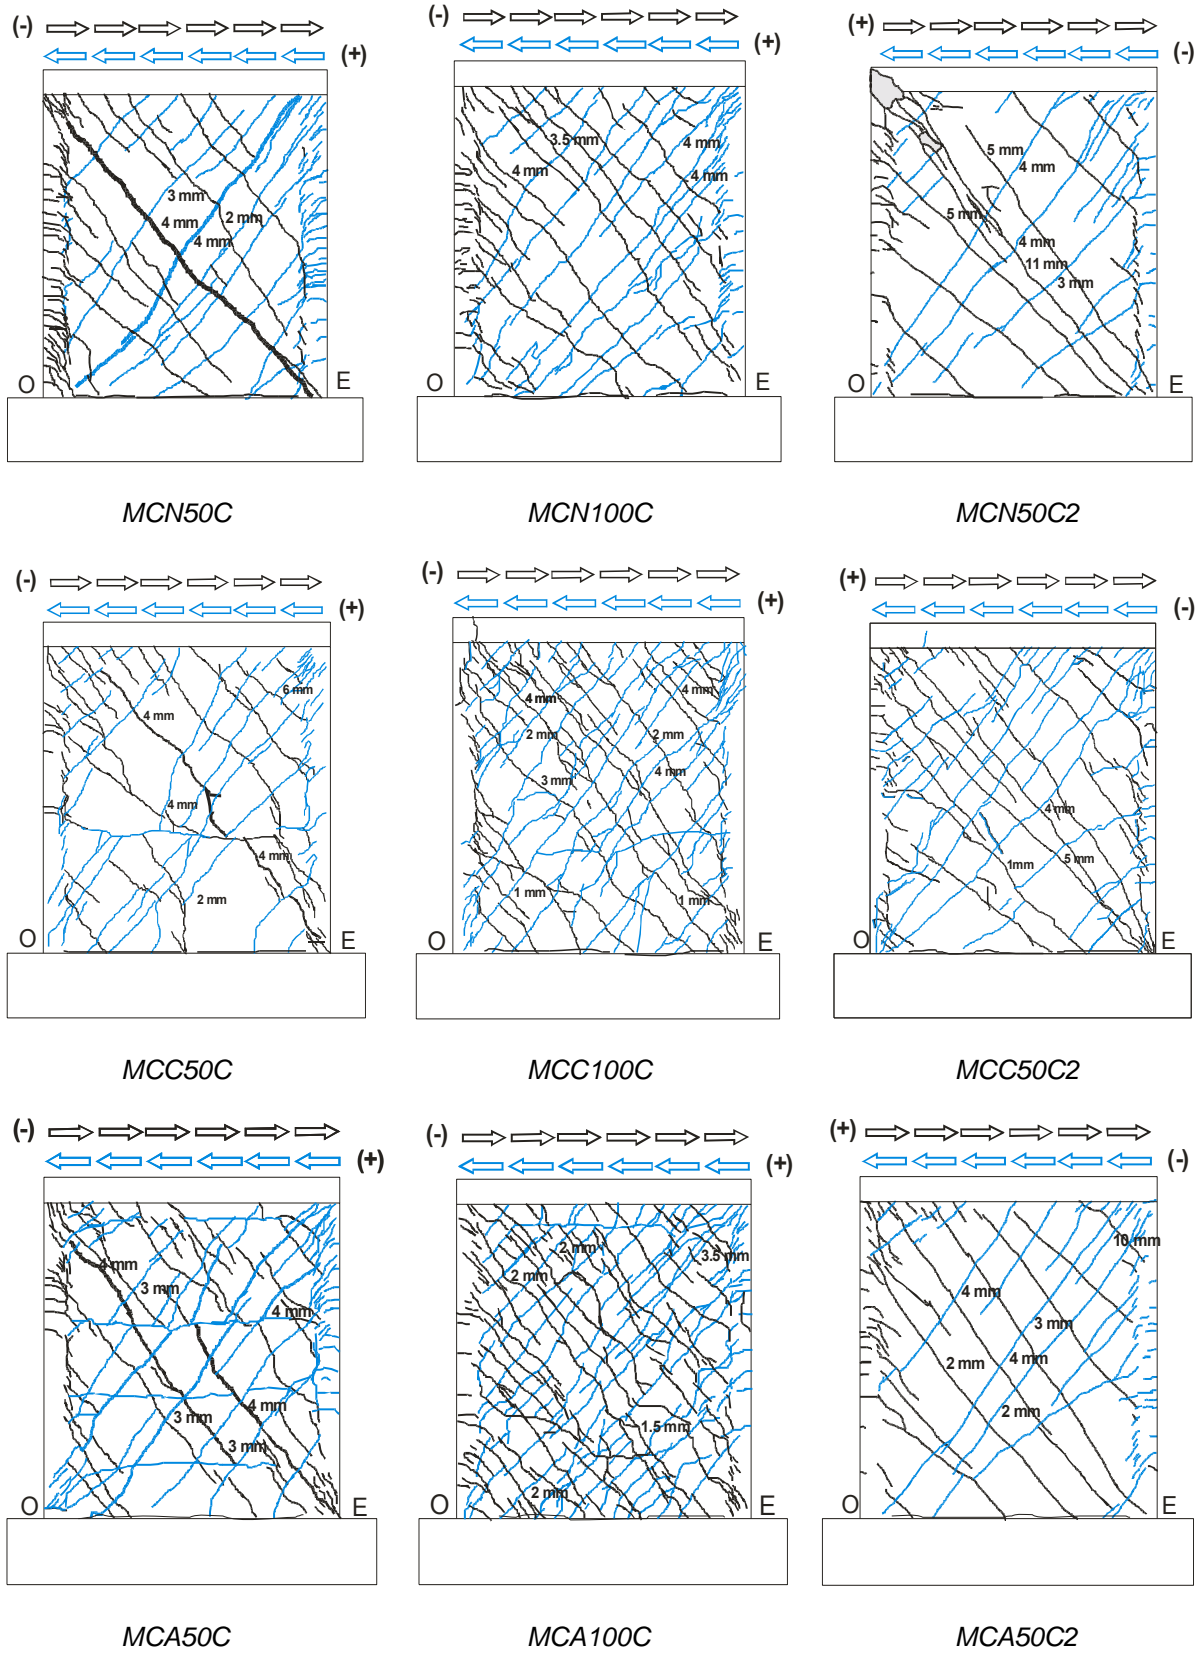 (-) (+)
(-) (+)
(+) (-)
3 mm
4 mm 2 mm
4 mm
O E
3.5 mm
4 mm 4 mm
4 mm
O E
5 mm
4 mm
5 mm
4 mm
11 mm
3 mm
O E
MCN50C MCN100C MCN50C2
(-) (+)
(-) (+)
(+) (-)
6 mm
4 mm
4 mm
4 mm
2 mm
O E
4 mm 4 mm
2 mm 2 mm
3 mm 4 mm
1 mm 1 mm
O E
4 mm
1mm 5 mm
O E
MCC50C MCC100C MCC50C2
(-) (+)
(-) (+)
(+) (-)
4 mm
3 mm
4 mm
3 mm 4 mm
3 mm
O E
2 mm 3.5 mm
2 mm
1.5 mm
2 mm
O E
10 mm
4 mm
3 mm
2 mm 4 mm
2 mm
O E
MCA50C MCA100C MCA50C2